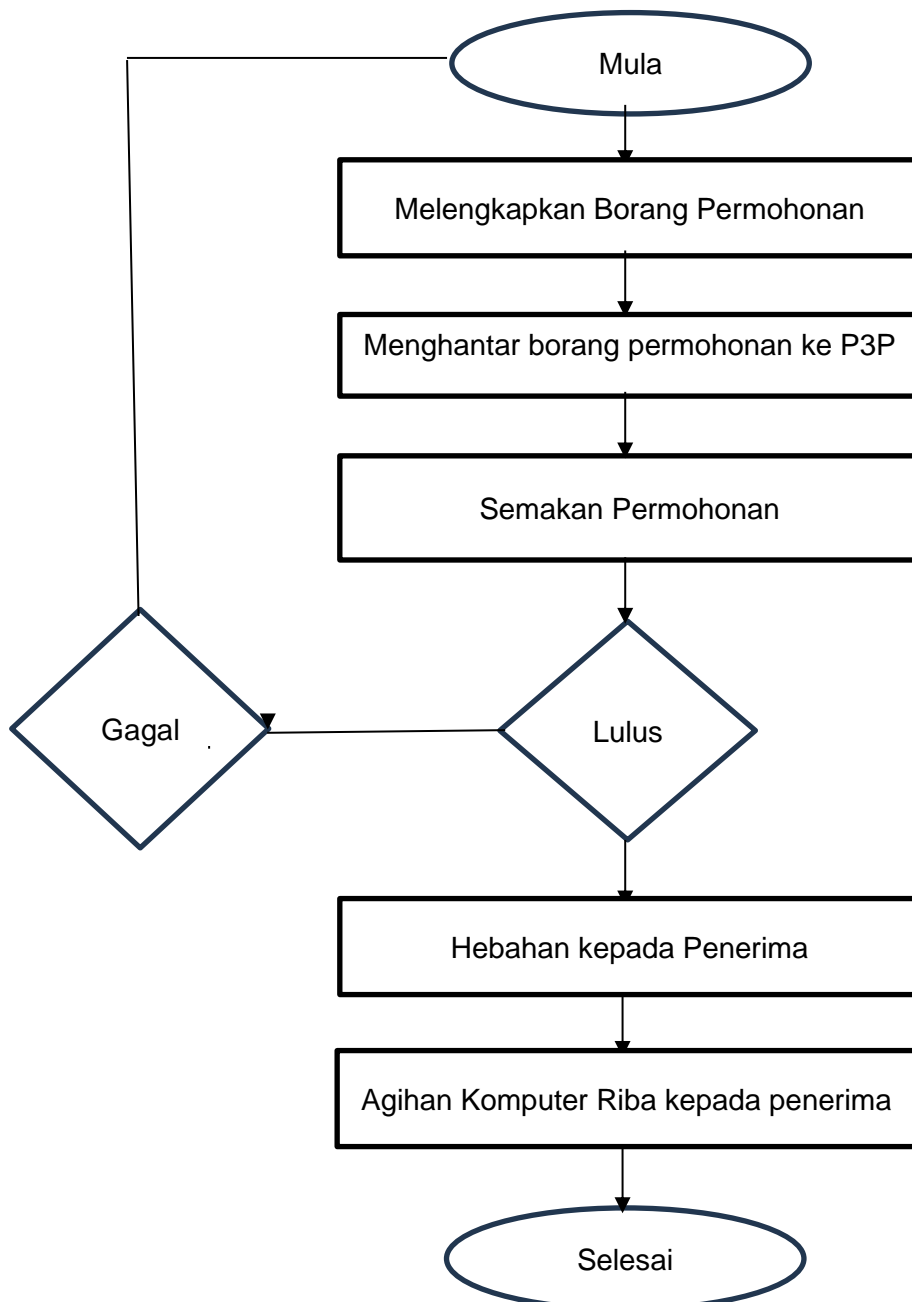 Mula
Melengkapkan Borang Permohonan
Menghantar borang permohonan ke P3P
Semakan Permohonan
Gagal
Lulus
Hebahan kepada Penerima
Agihan Komputer Riba kepada penerima
Selesai